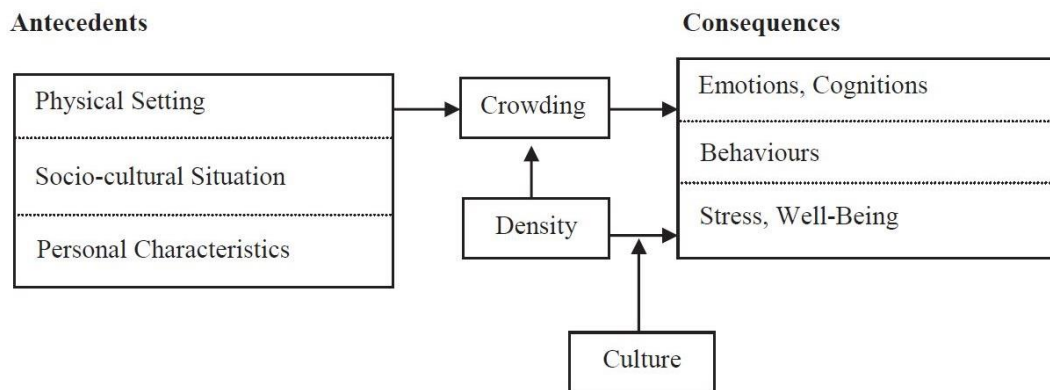 Antecedents
Consequences
Physical Setting
Socio-cultural Situation
Personal Characteristics
Crowding
Density
Culture
Emotions, Cognitions
Behaviours
Stress, Well-Being